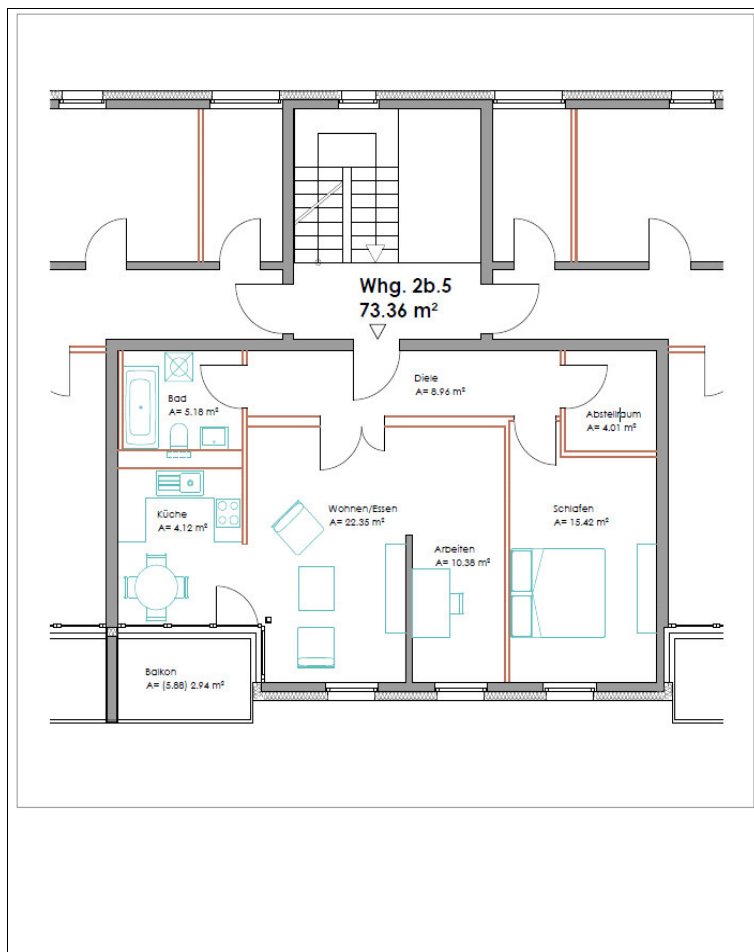 Whg. 2b.5
73.36 m²
Diele
A= 8.96 m²
Bad
A= 5.18 m²
Abstellraum
A= 4.01 m²
Küche
A= 4.12 m²
Wohnen/Essen
A= 22.35 m²
Schlafen
A= 15.42 m²
Arbeiten
A= 10.38 m²
Balkon
A= (5.88) 2.94 m²